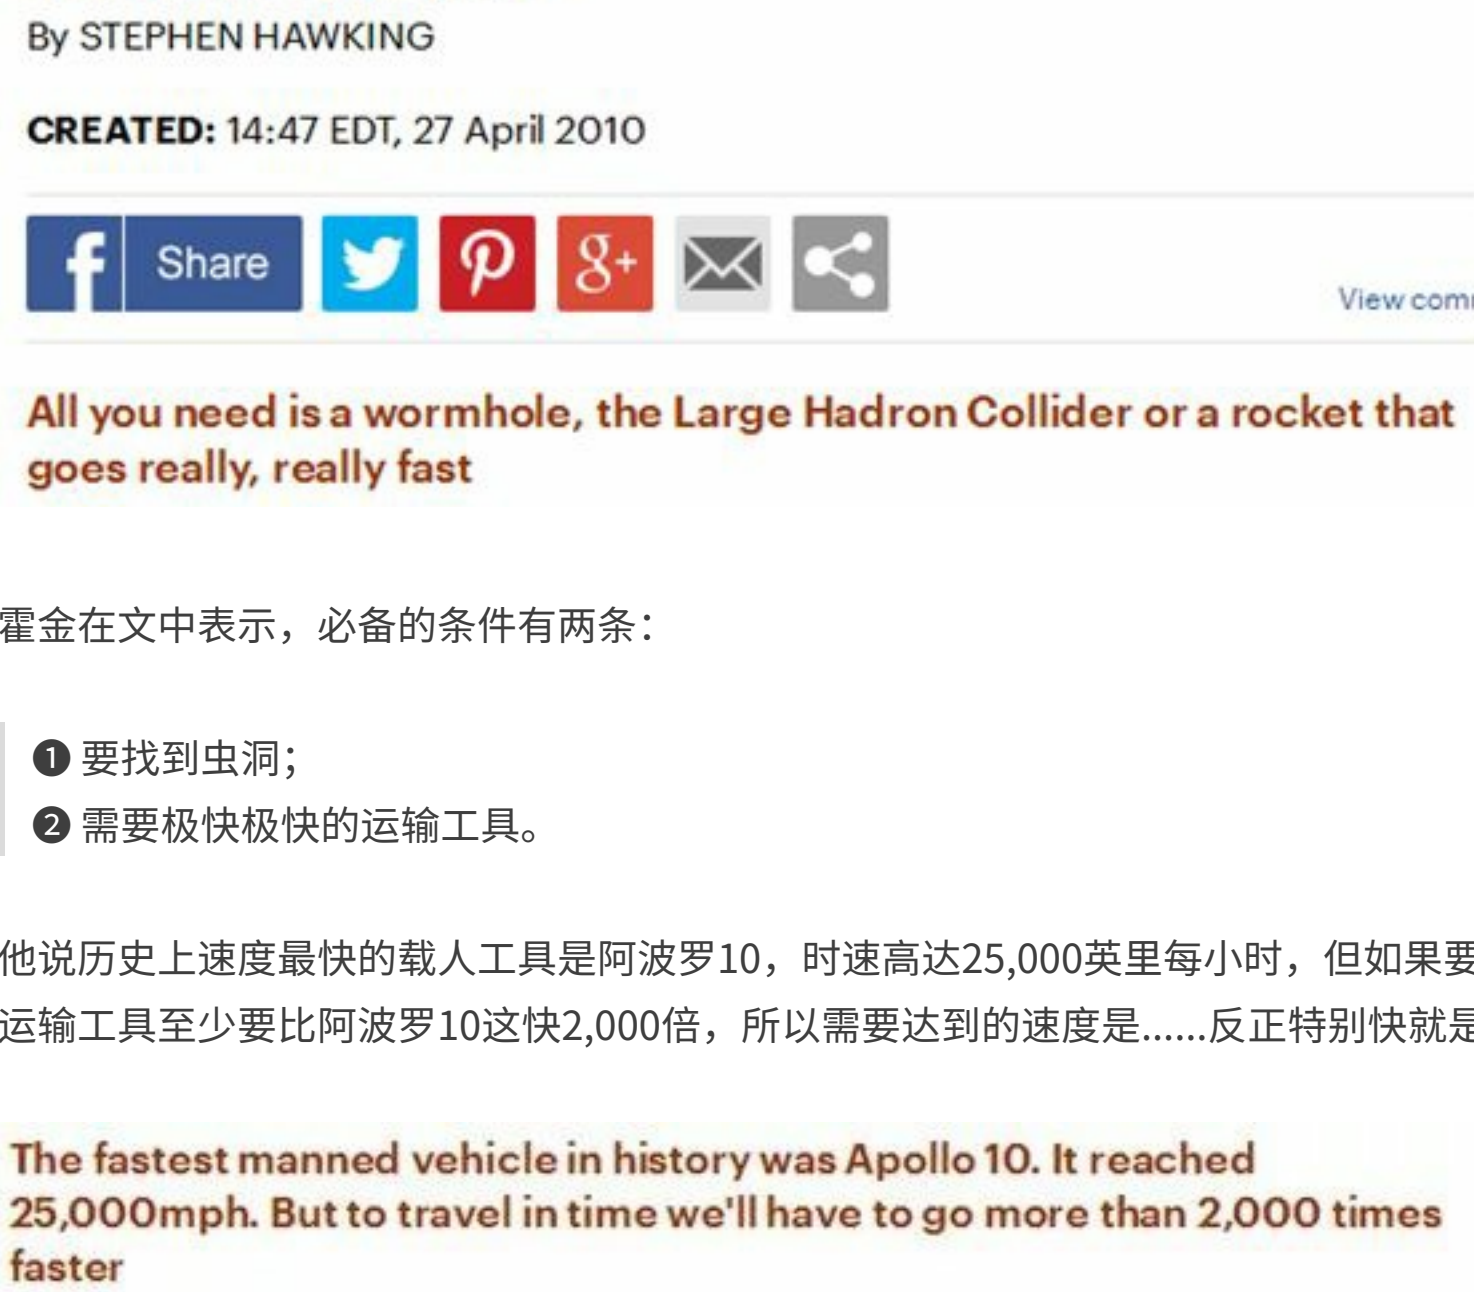 By STEPHEN HAWKING
CREATED: 14:47 EDT, 27 April 2010
f Share g+
View com
All you need is a wormhole, the Large Hadron Collider or a rocket that
goes really, really fast
霍金在文中表示，必备的条件有两条：
❶ 要找到虫洞；
❷ 需要极快极快的运输工具。
他说历史上速度最快的载人工具是阿波罗10，时速高达25,000英里每小时，但如果要
运输工具至少要比阿波罗10这快2,000倍，所以需要达到的速度是......反正特别快就是
The fastest manned vehicle in history was Apollo 10. It reached
25,000mph. But to travel in time we'll have to go more than 2,000 times
faster